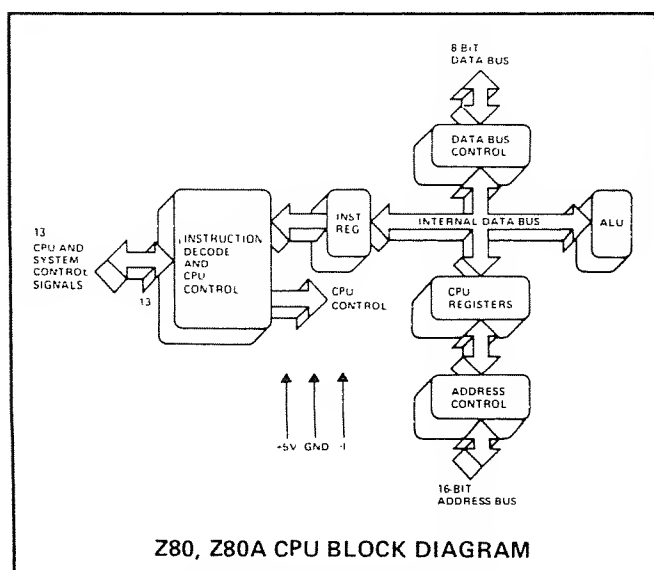 8 BIT
DATA BUS
DATA BUS
CONTROL
13
CPU AND
SYSTEM
CONTROL
SIGNALS
13
INSTRUCTION
DECODE
AND
CPU
CONTROL
INST
REG
INTERNAL DATA BUS
ALU
CPU
CONTROL
CPU
REGISTERS
ADDRESS
CONTROL
+5V GND
16-BIT
ADDRESS BUS
Z80, Z80A CPU BLOCK DIAGRAM